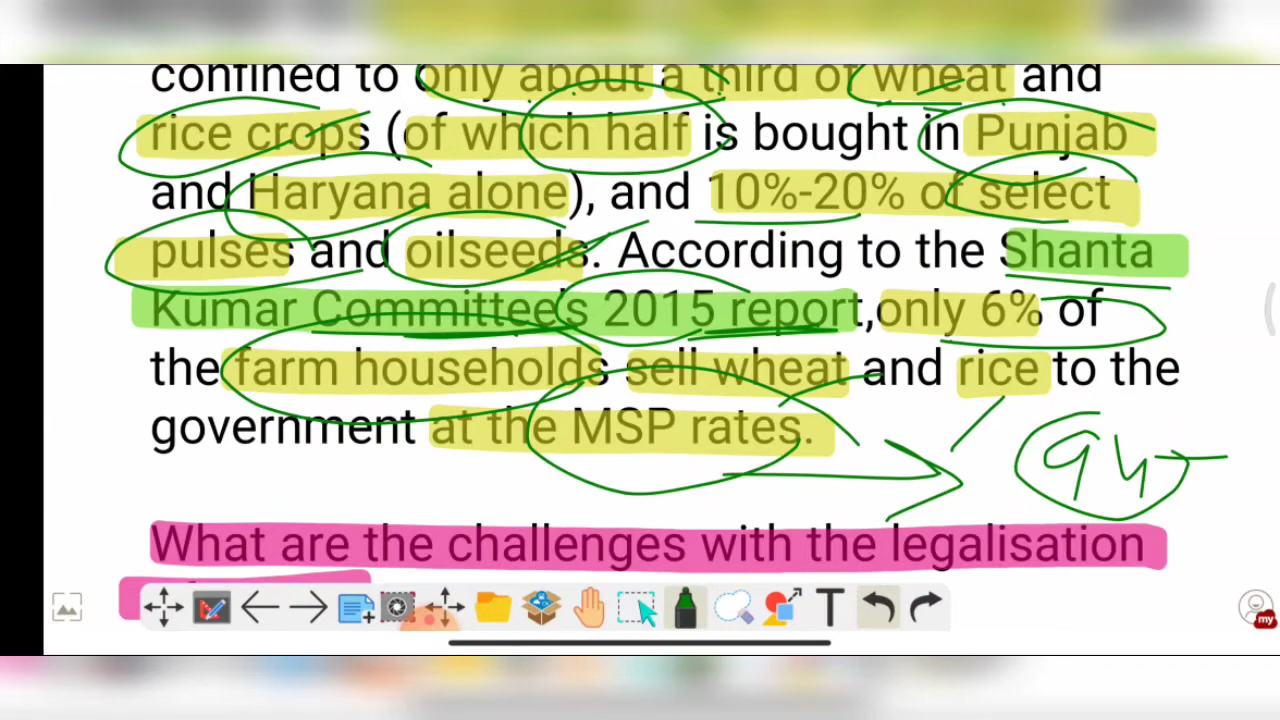 confined to only about a third of wheat and
rice crops (of which half is bought in Punjab
and Haryana alone), and 10%-20% of select
pulses and oilseeds. According to the Shanta
Kumar Committee's 2015 report,only 6% of
the farm households sell wheat and rice to the
government at the MSP rates.
94
What are the challenges with the legalisation
T
my